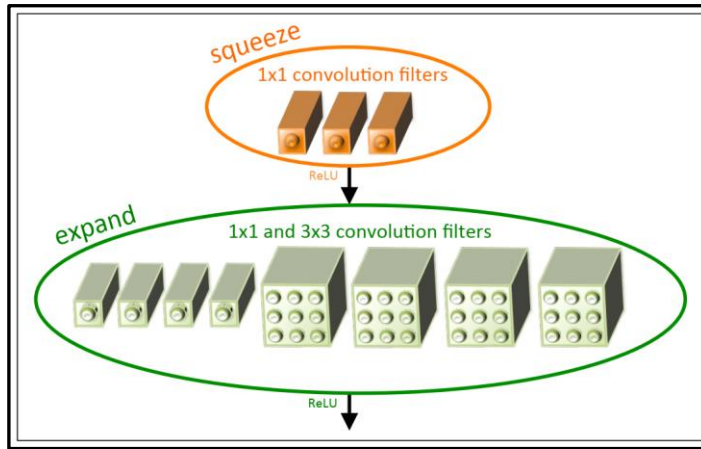 squeeze
1x1 convolution filters
ReLU
expand
1x1 and 3x3 convolution filters
ReLU